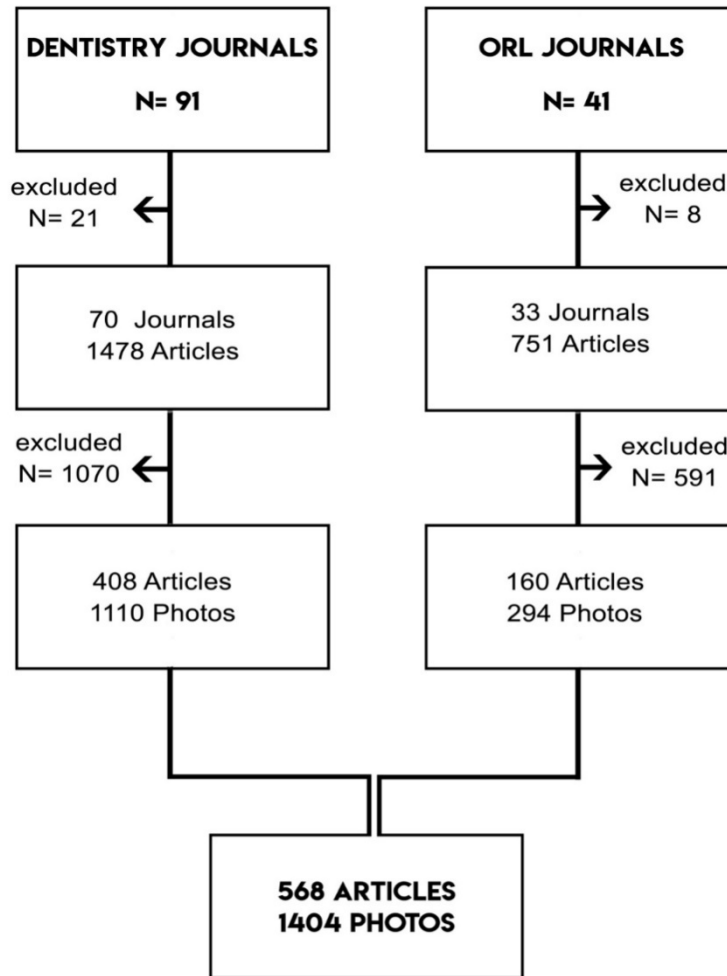 DENTISTRY JOURNALS
N= 91
ORL JOURNALS
N= 41
excluded
N= 21
excluded
N= 8
70 Journals
1478 Articles
33 Journals
751 Articles
excluded
N= 1070
excluded
N= 591
408 Articles
1110 Photos
160 Articles
294 Photos
568 ARTICLES
1404 PHOTOS